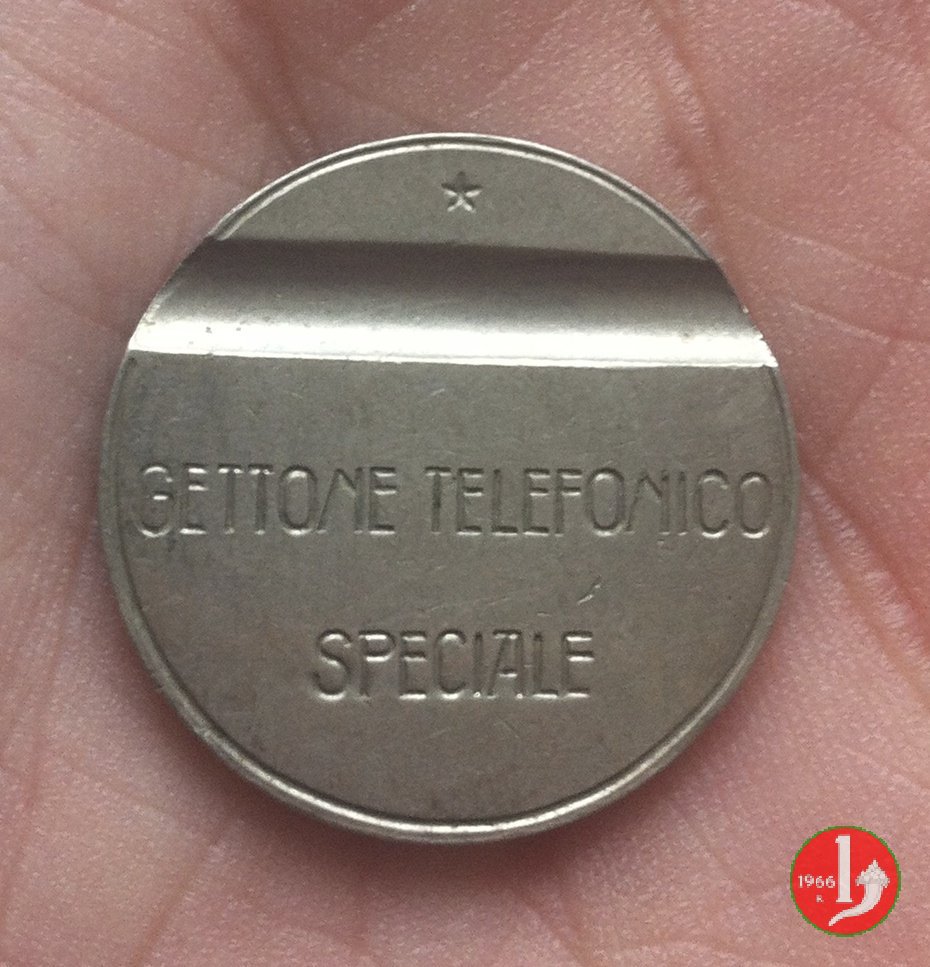 GETTONE TELEFONICO
SPECIALE
1966
R